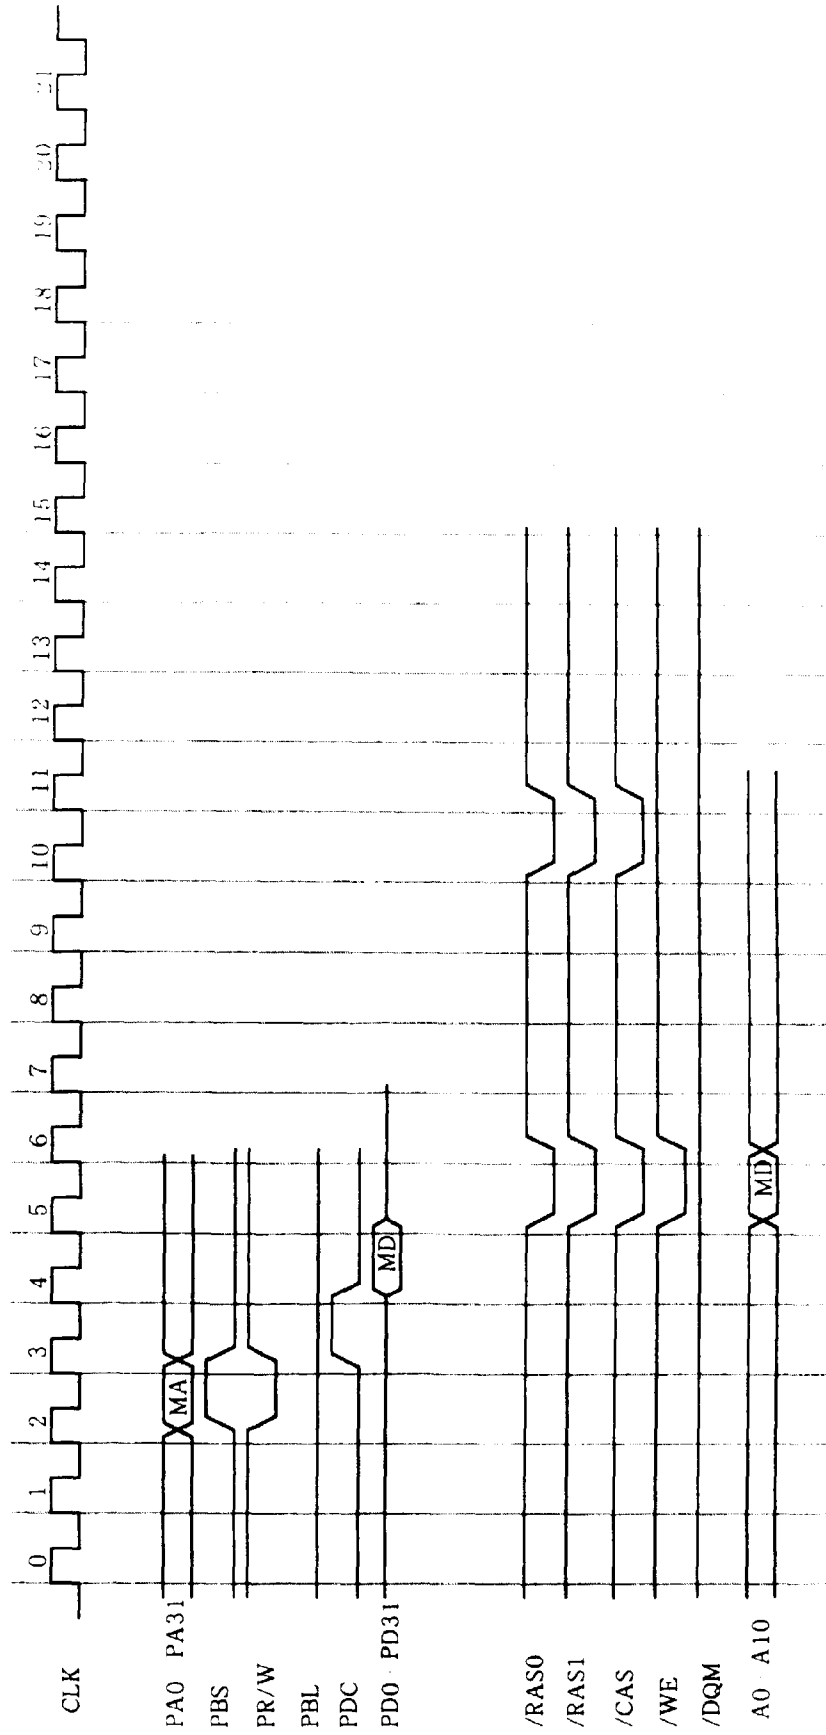 0 1 2 3 4 5 6 7 8 9 10 11 12 13 14 15 16 17 18 19 20 21
CLK
PA0 PA31 MA
PBS
PR/W
PBL
PDC
PD0 · PD31 MD
/RAS0
/RAS1
/CAS
/WE
/DQM
A0 · A10 MD